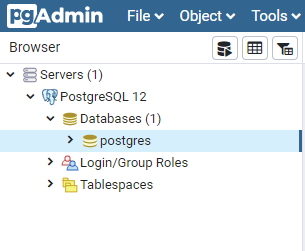 pgAdmin File Object Tools
Browser
Servers (1)
PostgreSQL 12
Databases (1)
postgres
Login/Group Roles
Tablespaces